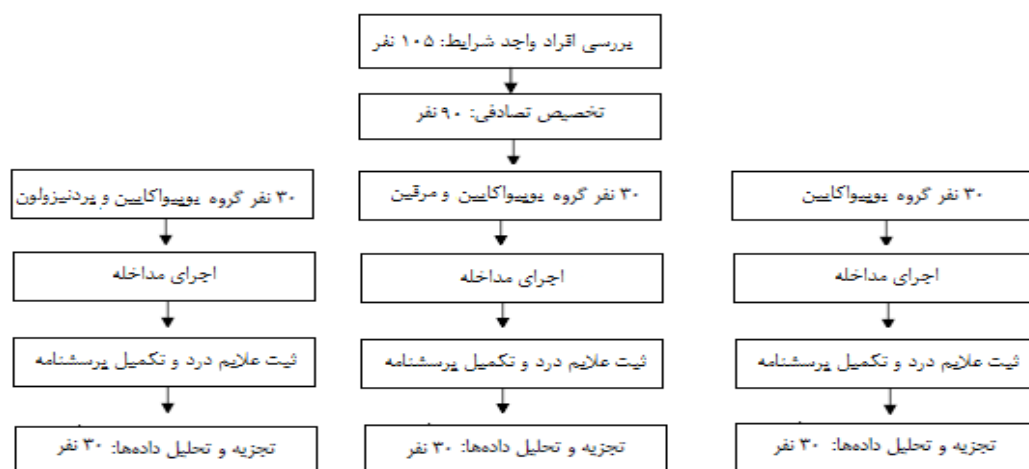 بررسی افراد واجد شرایط: ۱۰۵ نفر
تخصیص تصادفی: ۹۰ نفر
۳۰ نفر گروه بوپیواکایین
۳۰ نفر گروه بوپیواکایین و مرفین
۳۰ نفر گروه بوپیواکایین و پردنیزولون
اجرای مداخله
اجرای مداخله
اجرای مداخله
ثبت علایم درد و تکمیل پرسشنامه
ثبت علایم درد و تکمیل پرسشنامه
ثبت علایم درد و تکمیل پرسشنامه
تجزیه و تحلیل داده‌ها: ۳۰ نفر
تجزیه و تحلیل داده‌ها: ۳۰ نفر
تجزیه و تحلیل داده‌ها: ۳۰ نفر